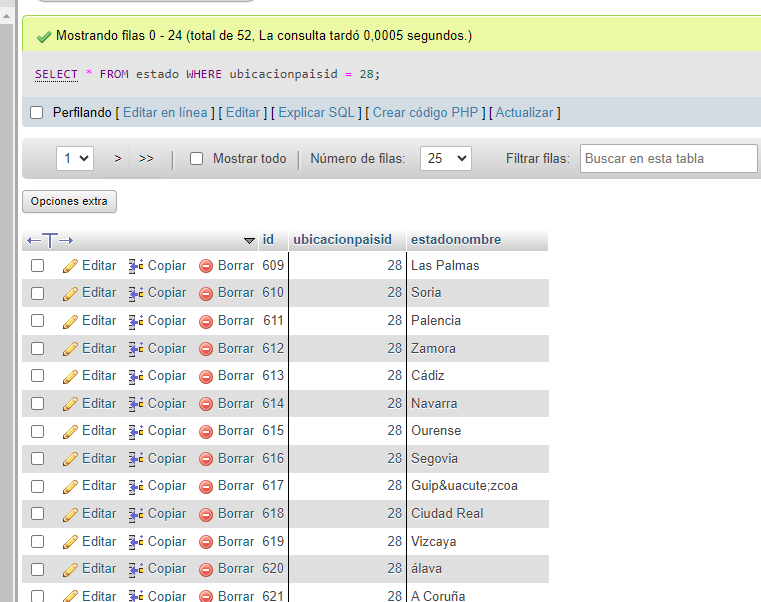 Mostrando filas 0 - 24 (total de 52, La consulta tardó 0,0005 segundos.)
SELECT * FROM estado WHERE ubicacionpaisid = 28;
Perfilando [ Editar en línea ] [ Editar ] [ Explicar SQL ] [ Crear código PHP ] [ Actualizar ]
1 > >> | Mostrar todo | Número de filas: 25 Filtrar filas: Buscar en esta tabla
Opciones extra
←T→ id ubicacionpaisid estadonombre
Editar Copiar Borrar 609 28 Las Palmas
Editar Copiar Borrar 610 28 Soria
Editar Copiar Borrar 611 28 Palencia
Editar Copiar Borrar 612 28 Zamora
Editar Copiar Borrar 613 28 Cádiz
Editar Copiar Borrar 614 28 Navarra
Editar Copiar Borrar 615 28 Ourense
Editar Copiar Borrar 616 28 Segovia
Editar Copiar Borrar 617 28 Guip&uacute;zcoa
Editar Copiar Borrar 618 28 Ciudad Real
Editar Copiar Borrar 619 28 Vizcaya
Editar Copiar Borrar 620 28 álava
Editar Copiar Borrar 621 28 A Coruña